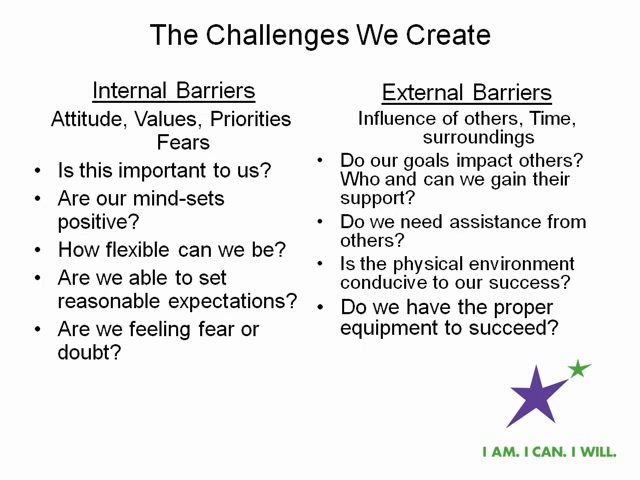 The Challenges We Create
Internal Barriers
Attitude, Values, Priorities
Fears
• Is this important to us?
• Are our mind-sets
positive?
• How flexible can we be?
• Are we able to set
reasonable expectations?
• Are we feeling fear or
doubt?
External Barriers
Influence of others, Time,
surroundings
• Do our goals impact others?
Who and can we gain their
support?
• Do we need assistance from
others?
• Is the physical environment
conducive to our success?
• Do we have the proper
equipment to succeed?
I AM. I CAN. I WILL.